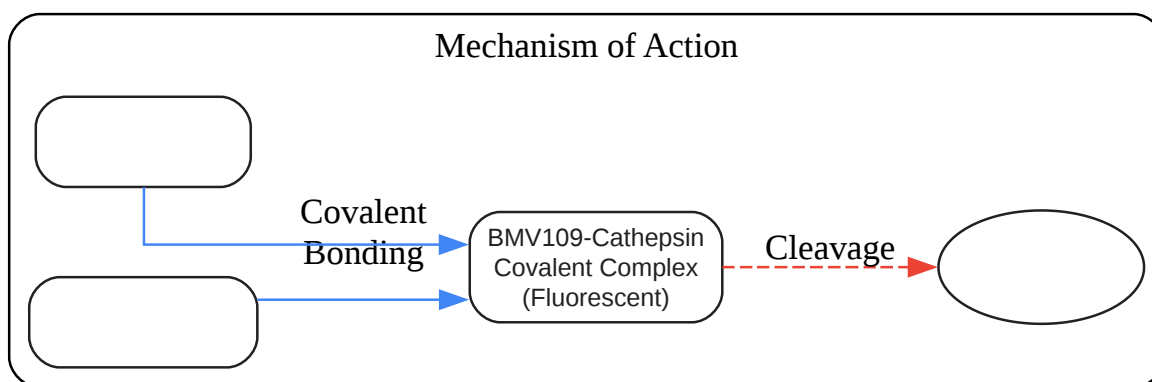 Mechanism of Action
Covalent
Bonding
BMV109-Cathepsin
Covalent Complex
(Fluorescent)
Cleavage